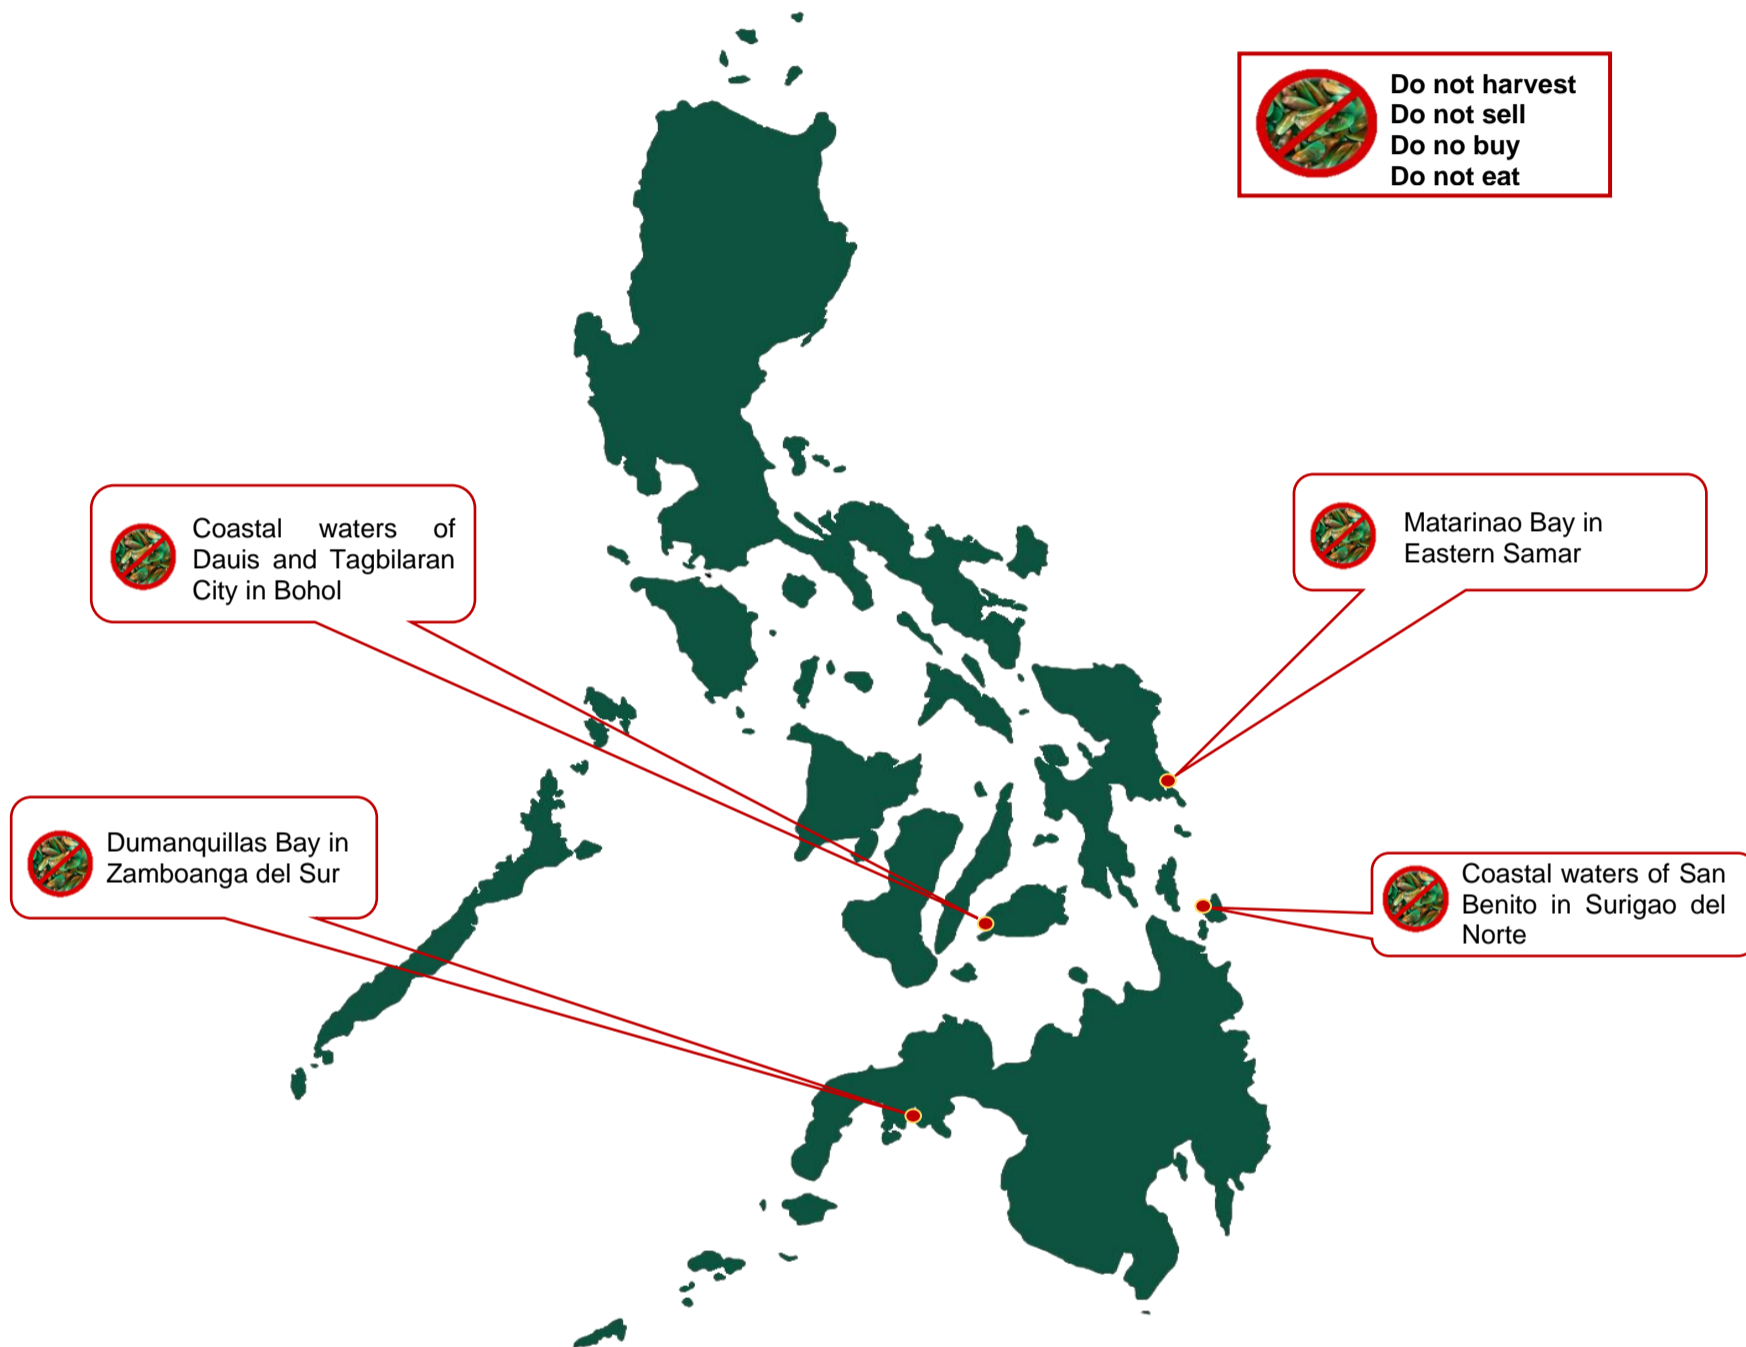 Do not harvest
Do not sell
Do no buy
Do not eat
Coastal waters of
Dauis and Tagbilaran
City in Bohol
Matarinao Bay in
Eastern Samar
Dumanquillas Bay in
Zamboanga del Sur
Coastal waters of San
Benito in Surigao del
Norte